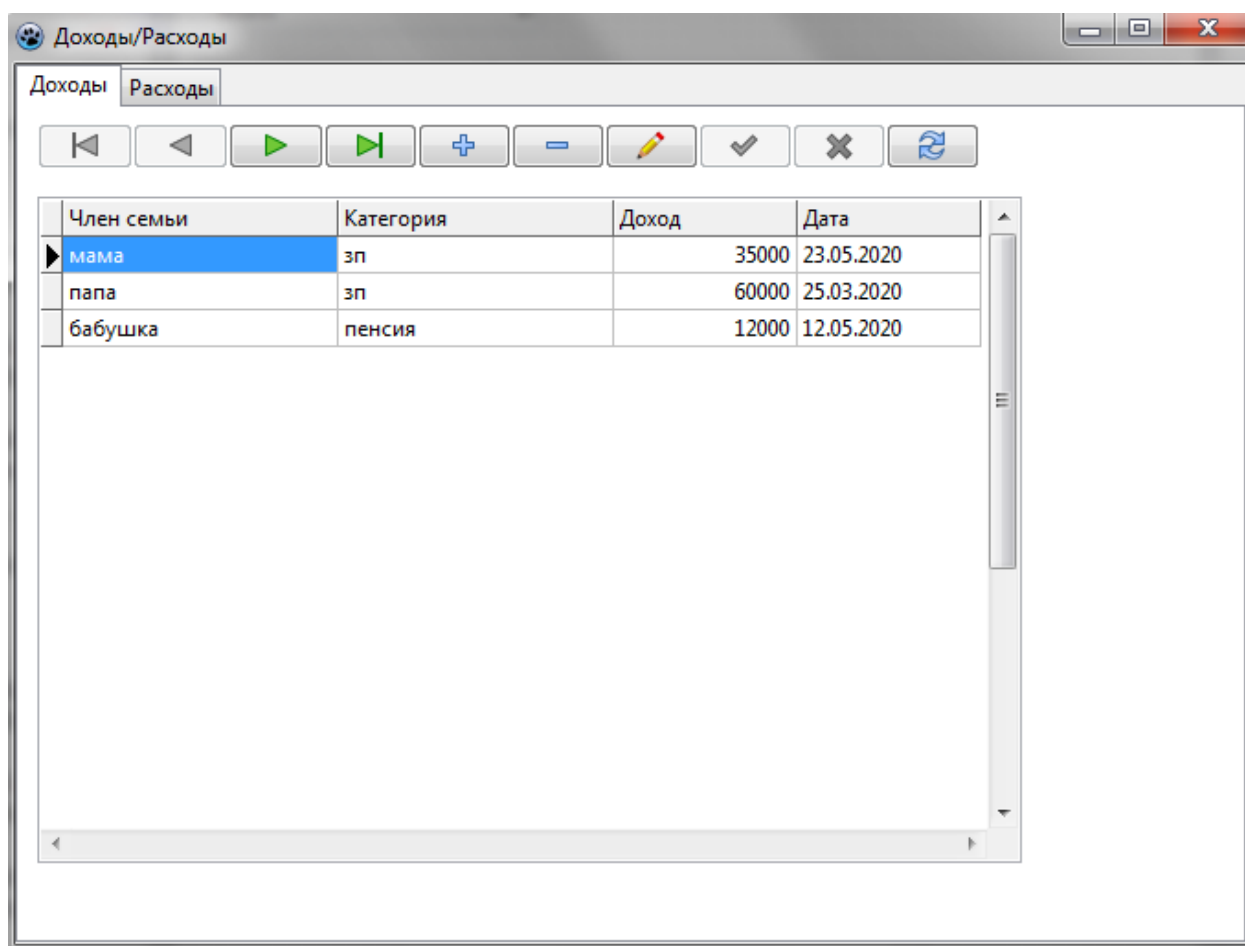 Доходы/Расходы
Доходы Расходы
Член семьи Категория Доход Дата
мама зп 35000 23.05.2020
папа зп 60000 25.03.2020
бабушка пенсия 12000 12.05.2020